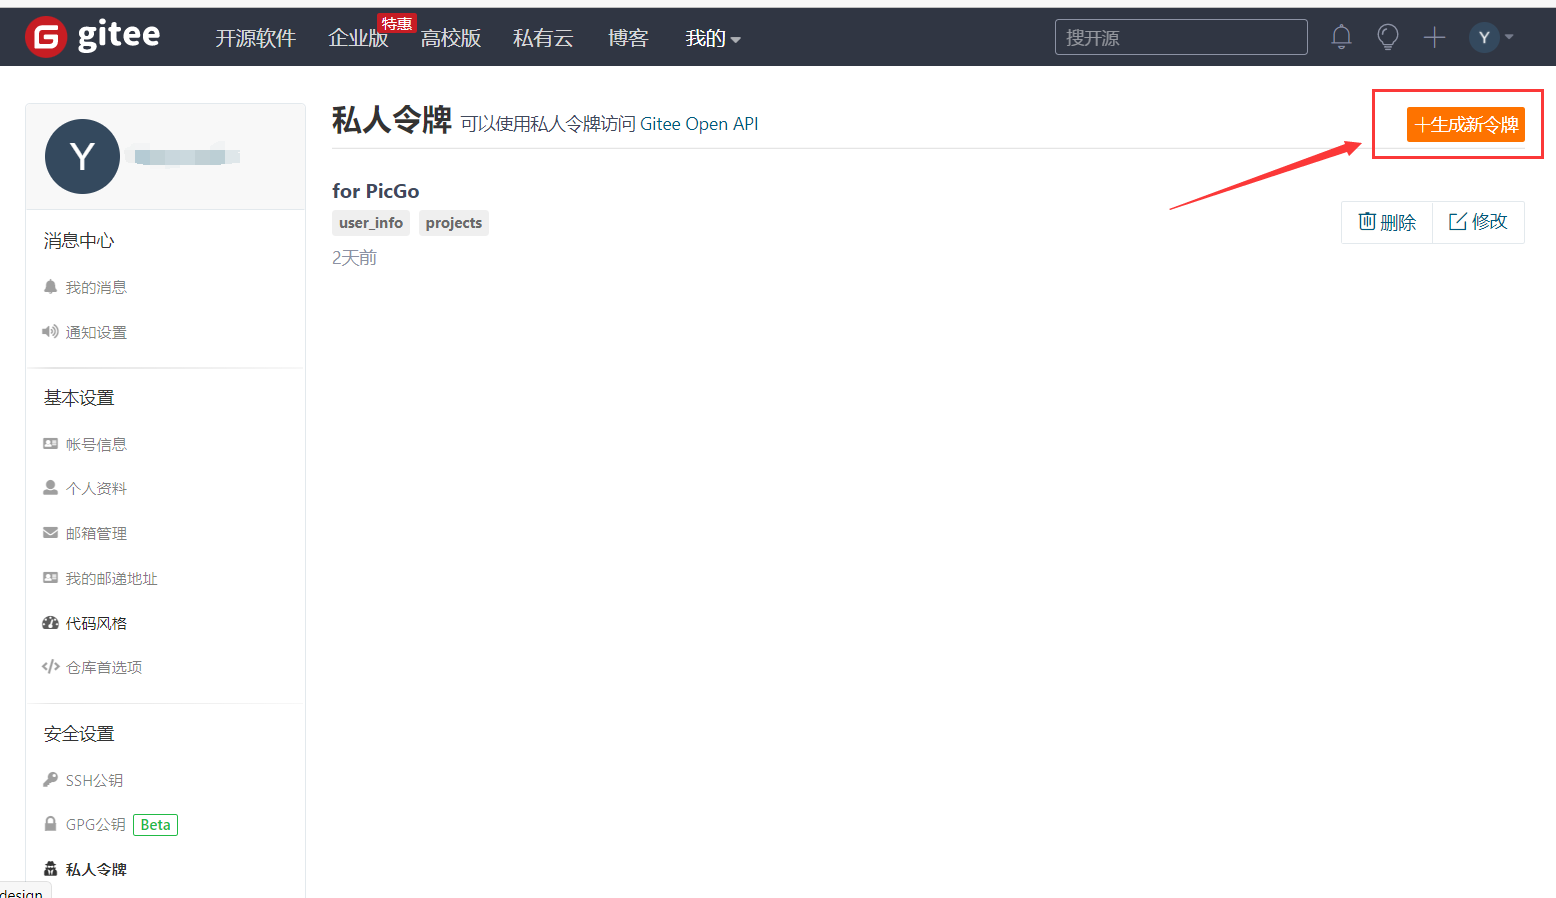 G gitee 开源软件 企业版 特惠 高校版 私有云 博客 我的 搜开源 Y
Y
消息中心
我的消息
通知设置
基本设置
帐号信息
个人资料
邮箱管理
我的邮递地址
代码风格
仓库首选项
安全设置
SSH公钥
GPG公钥 Beta
私人令牌
design
私人令牌 可以使用私人令牌访问 Gitee Open API
+生成新令牌
for PicGo
user_info projects
2天前
删除 修改